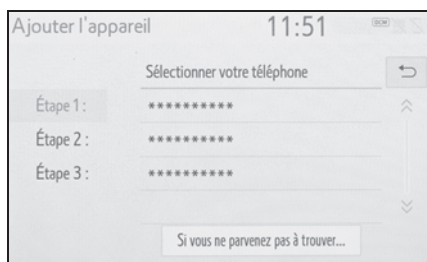 Ajouter l'appareil 11:51 DCM
Sélectionner votre téléphone
Étape 1 : **********
Étape 2 : **********
Étape 3 : **********
Si vous ne parvenez pas à trouver...